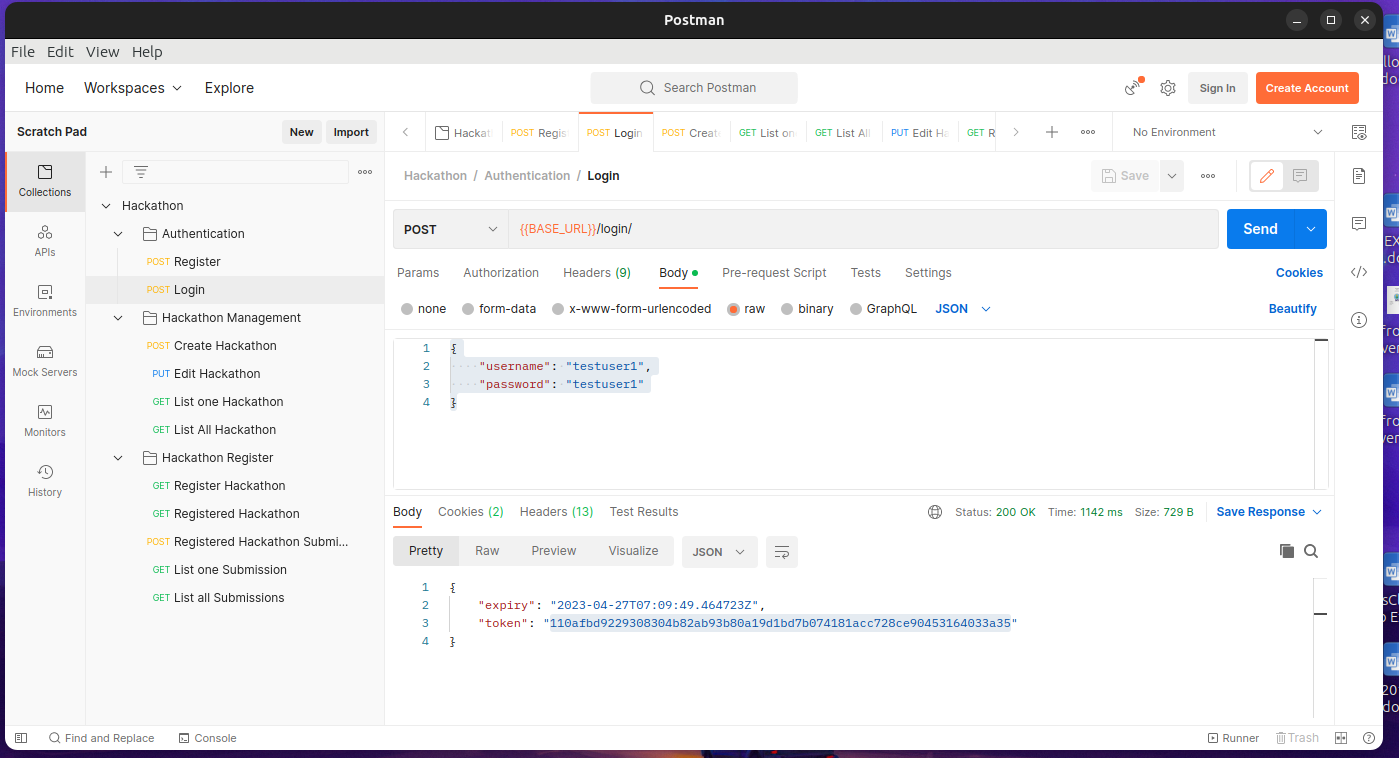 Postman
File Edit View Help
Home Workspaces Explore Search Postman Sign In Create Account
Scratch Pad New Import
Hackat POST Regis POST Login POST Creat GET List on GET List All POST PUT Edit Ha GET R No Environment
Collections
APIs
Environments
Mock Servers
Monitors
History
Hackathon
Authentication
POST Register
POST Login
Hackathon Management
POST Create Hackathon
PUT Edit Hackathon
GET List one Hackathon
GET List All Hackathon
Hackathon Register
GET Register Hackathon
GET Registered Hackathon
POST Registered Hackathon Submi...
GET List one Submission
GET List all Submissions
Hackathon / Authentication / Login Save
POST {{BASE_URL}}/login/ Send
Params Authorization Headers (9) Body Pre-request Script Tests Settings Cookies
none form-data x-www-form-urlencoded raw binary GraphQL JSON Beautify
1 {
2 "username": "testuser1",
3 "password": "testuser1"
4 }
Body Cookies (2) Headers (13) Test Results Status: 200 OK Time: 1142 ms Size: 729 B Save Response
Pretty Raw Preview Visualize JSON
1 {
2 "expiry": "2023-04-27T07:09:49.464723Z",
3 "token": "110afbd9229308304b82ab93b80a19d1bd7b074181acc728ce90453164033a35"
4 }
Find and Replace Console Runner Trash